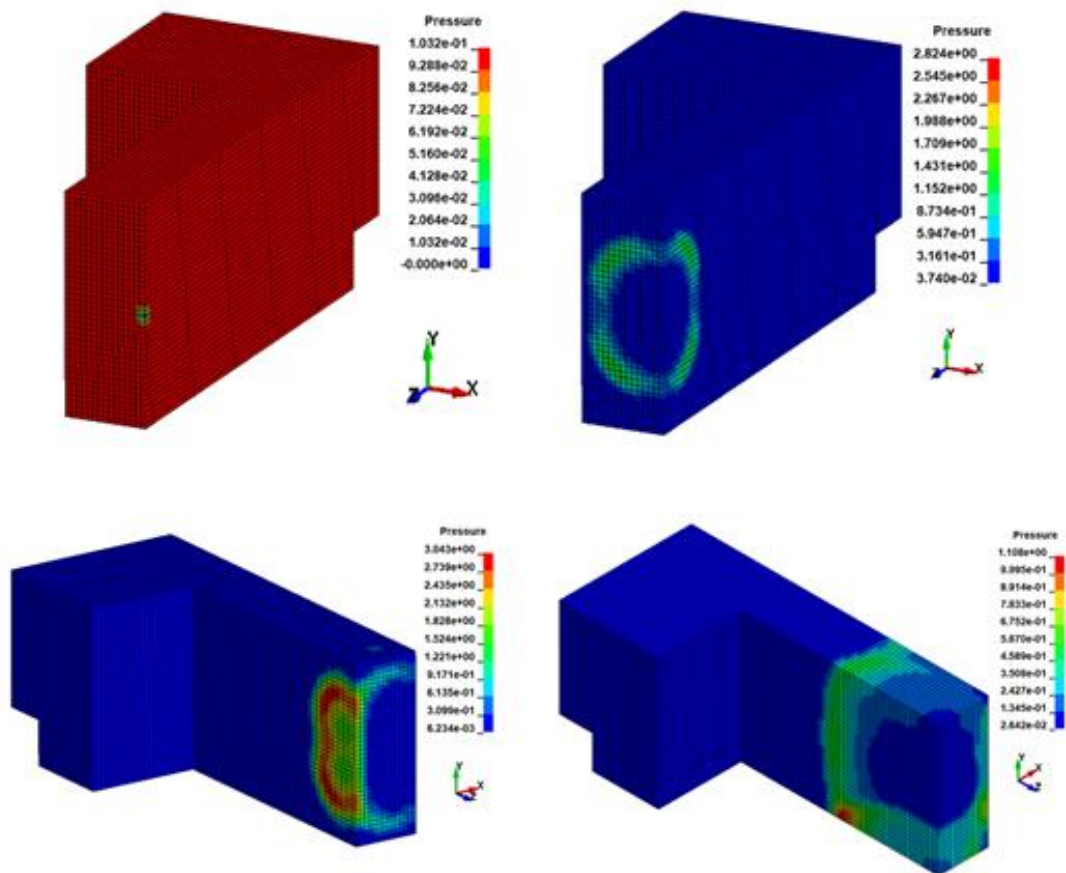 Pressure
1.032e-01
9.288e-02
8.256e-02
7.224e-02
6.192e-02
5.160e-02
4.128e-02
3.096e-02
2.064e-02
1.032e-02
-0.000e+00
Y
Z
X
Pressure
2.824e+00
2.545e+00
2.267e+00
1.988e+00
1.709e+00
1.431e+00
1.152e+00
8.734e-01
5.947e-01
3.161e-01
3.740e-02
Y
Z
X
Pressure
3.043e+00
2.739e+00
2.435e+00
2.132e+00
1.828e+00
1.524e+00
1.221e+00
9.171e-01
6.135e-01
3.099e-01
6.234e-03
Y
X
Z
Pressure
1.108e+00
9.995e-01
8.914e-01
7.833e-01
6.752e-01
5.670e-01
4.589e-01
3.508e-01
2.427e-01
1.345e-01
2.642e-02
Y
X
Z